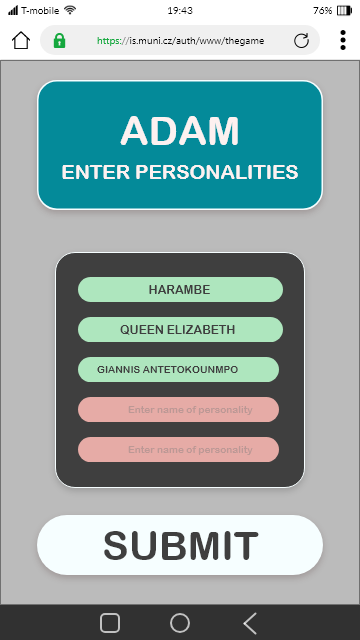 T-mobile 19:43 76%
https://is.muni.cz/auth/www/thegame
ADAM
ENTER PERSONALITIES
HARAMBE
QUEEN ELIZABETH
GIANNIS ANTETOKOUNMPO
Enter name of personality
Enter name of personality
SUBMIT